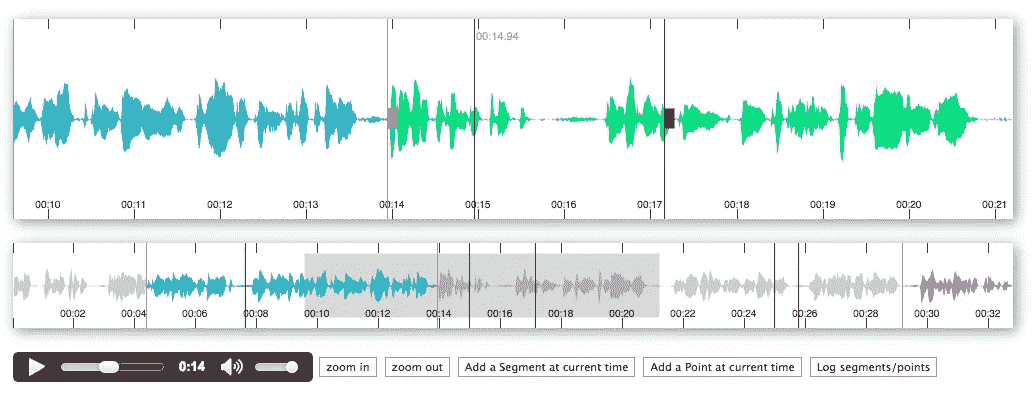 00:14.94
00:10 00:11 00:12 00:13 00:14 00:15 00:16 00:17 00:18 00:19 00:20 00:21
00:02 00:04 00:06 00:08 00:10 00:12 00:14 00:16 00:18 00:20 00:22 00:24 00:26 00:28 00:30 00:32
0:14 zoom in zoom out Add a Segment at current time Add a Point at current time Log segments/points